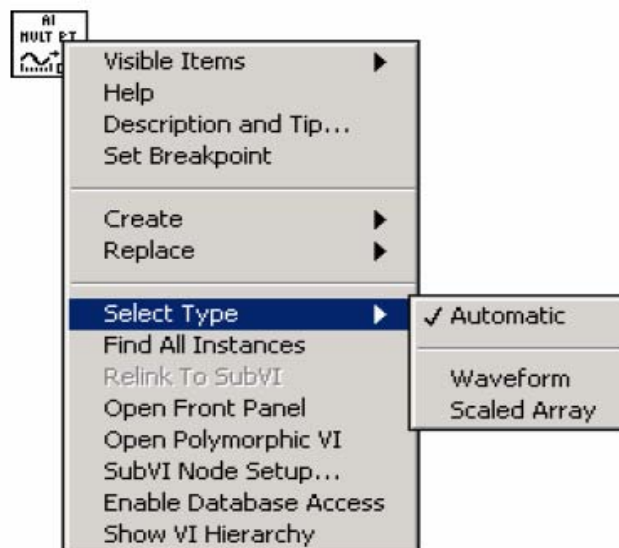 AI
MULT PT
Visible Items
Help
Description and Tip...
Set Breakpoint
Create
Replace
Select Type
Find All Instances
Relink To SubVI
Open Front Panel
Open Polymorphic VI
SubVI Node Setup...
Enable Database Access
Show VI Hierarchy
Automatic
Waveform
Scaled Array